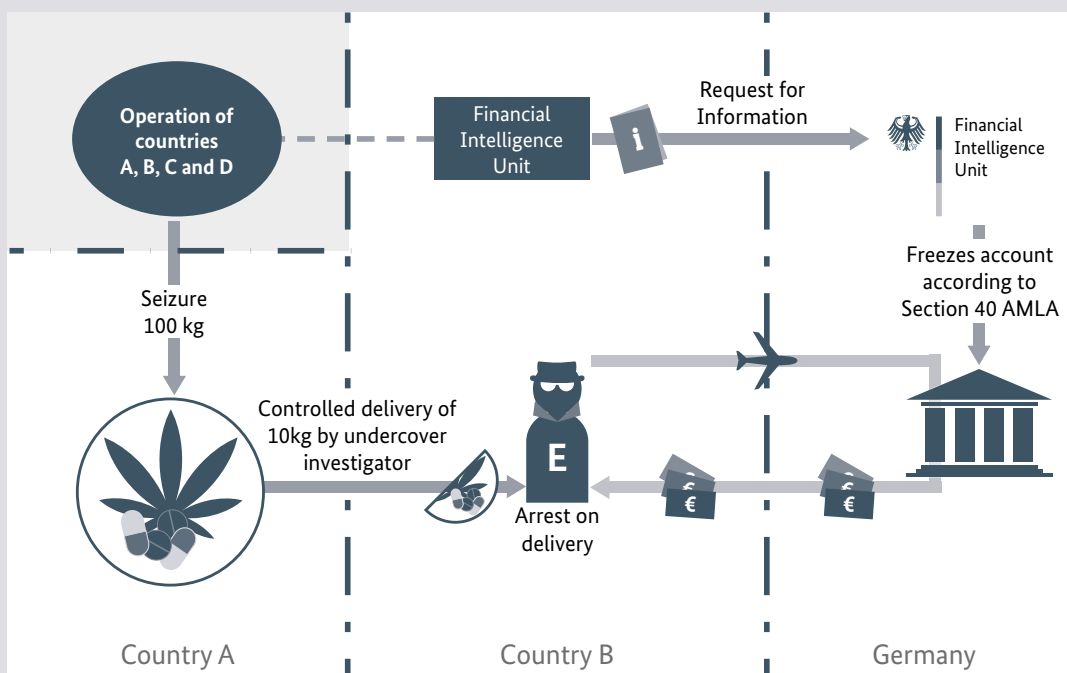 Operation of
countries
A, B, C and D
Financial
Intelligence
Unit
i
Request for
Information
Financial
Intelligence
Unit
Freezes account
according to
Section 40 AMLA
Seizure
100 kg
Controlled delivery of
10kg by undercover
investigator
E
Arrest on
delivery
€
€
€
€
Country A
Country B
Germany